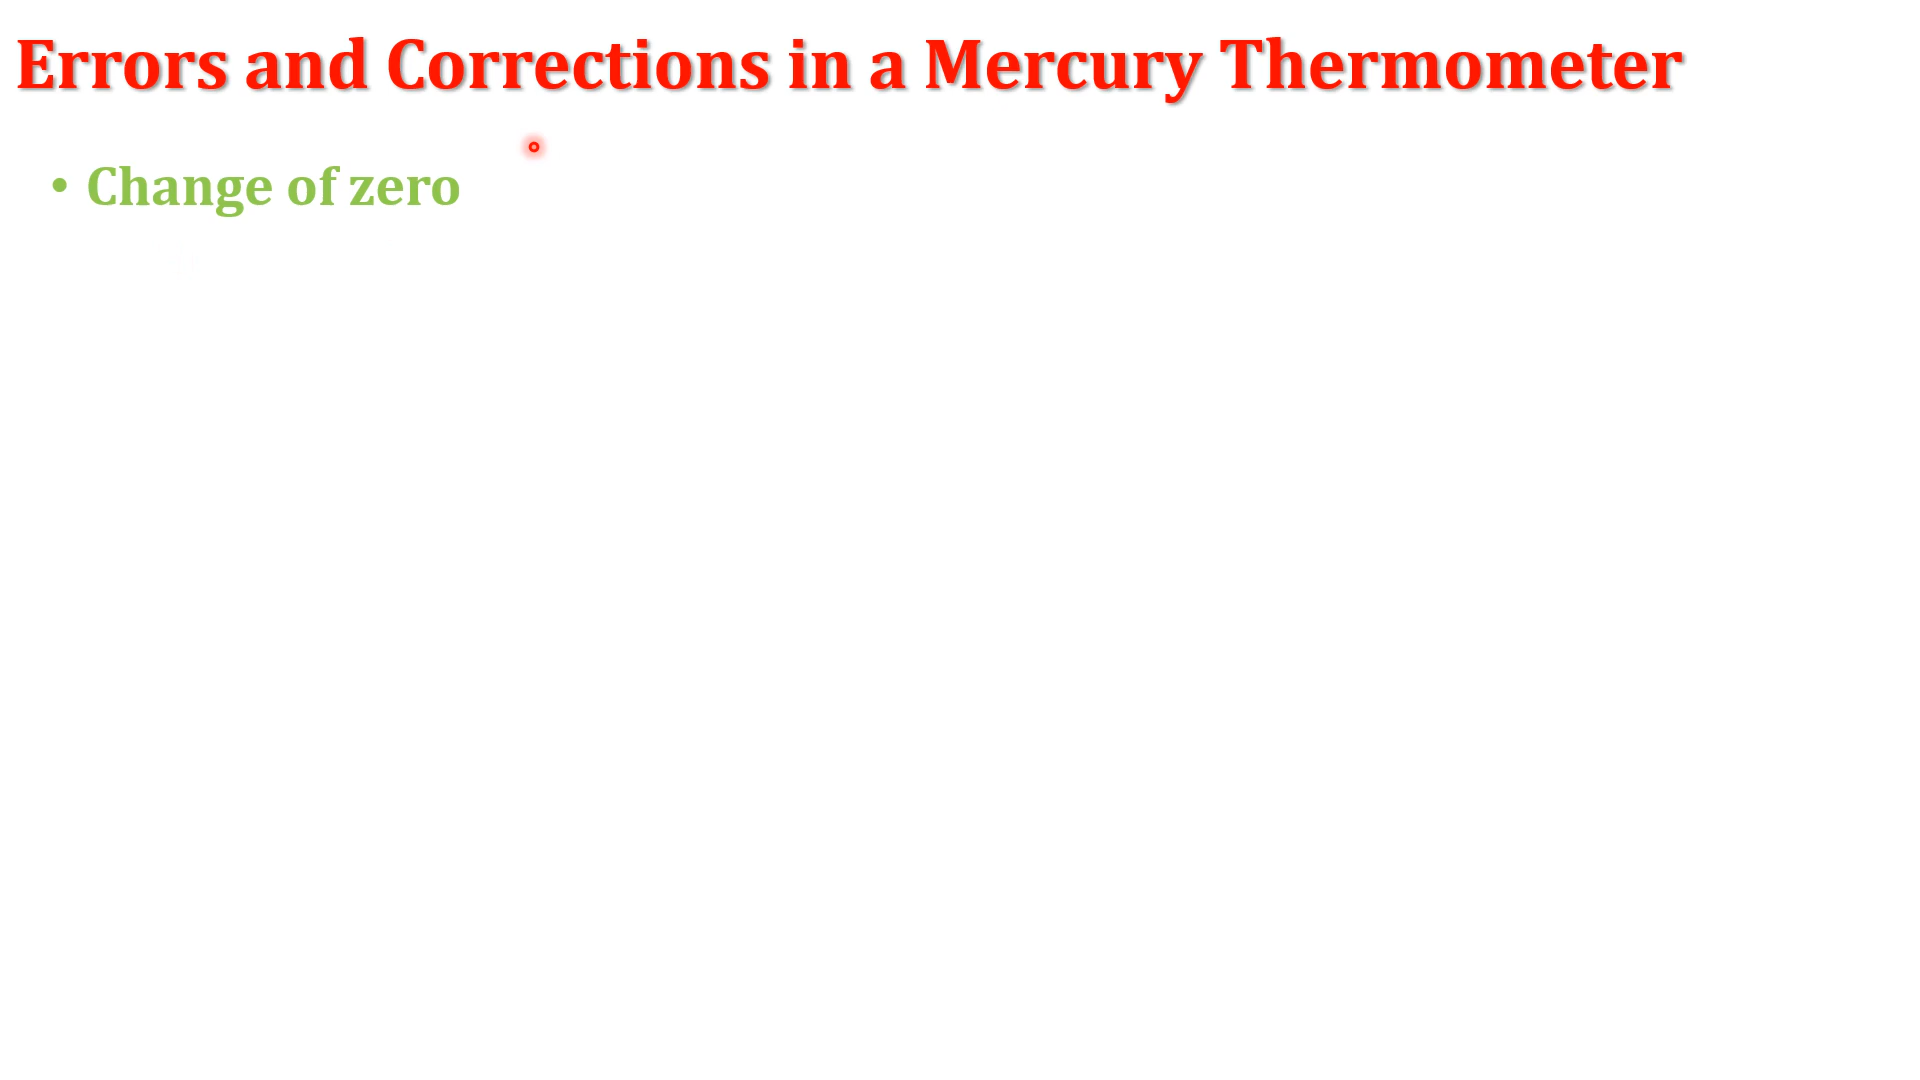 Errors and Corrections in a Mercury Thermometer
• Change of zero